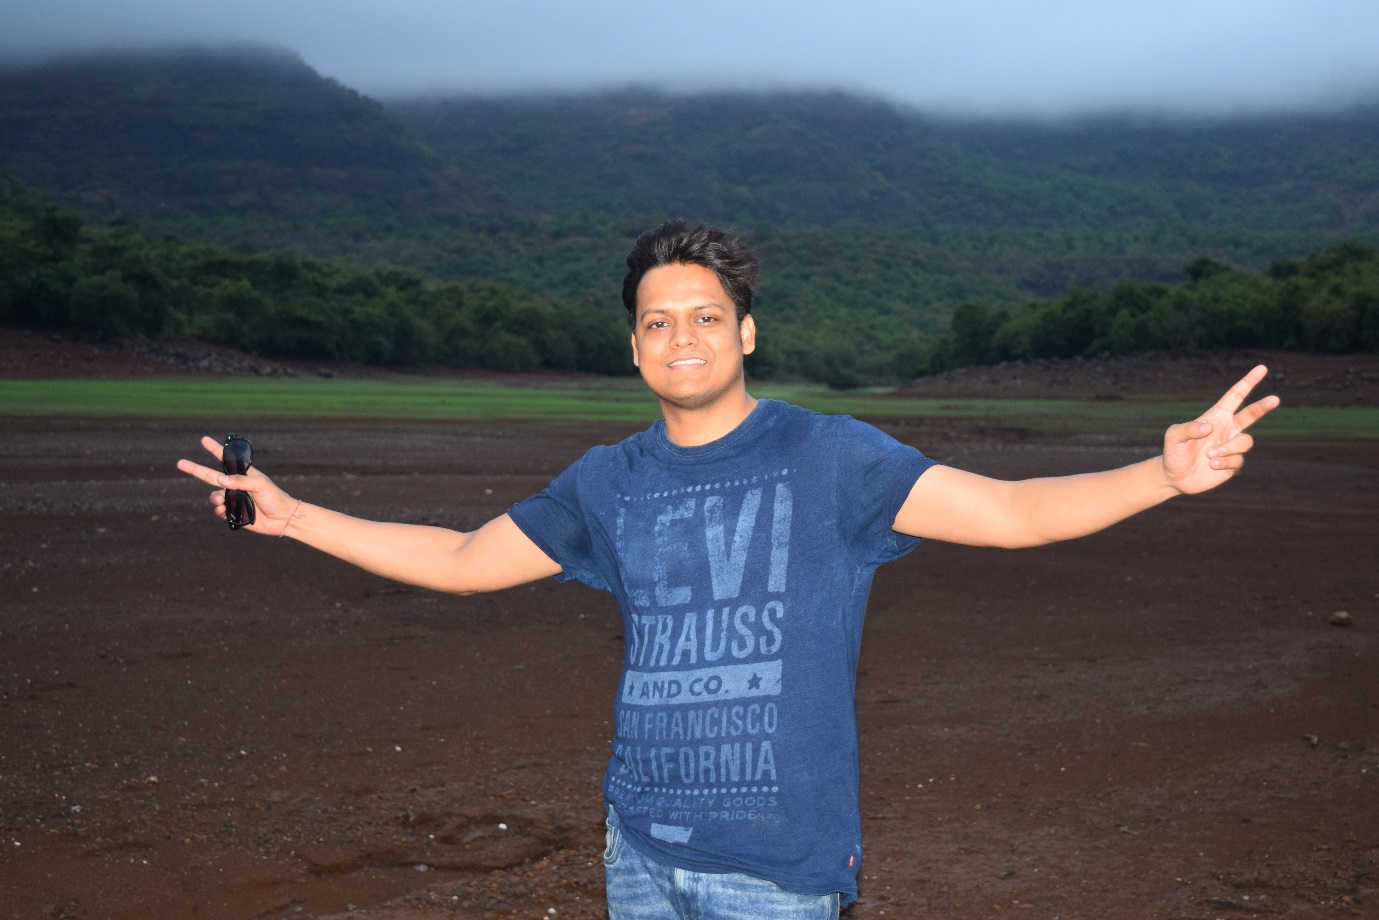 LEVI
STRAUSS
AND CO.
SAN FRANCISCO
CALIFORNIA
QUALITY GOODS
WITH PRIDE